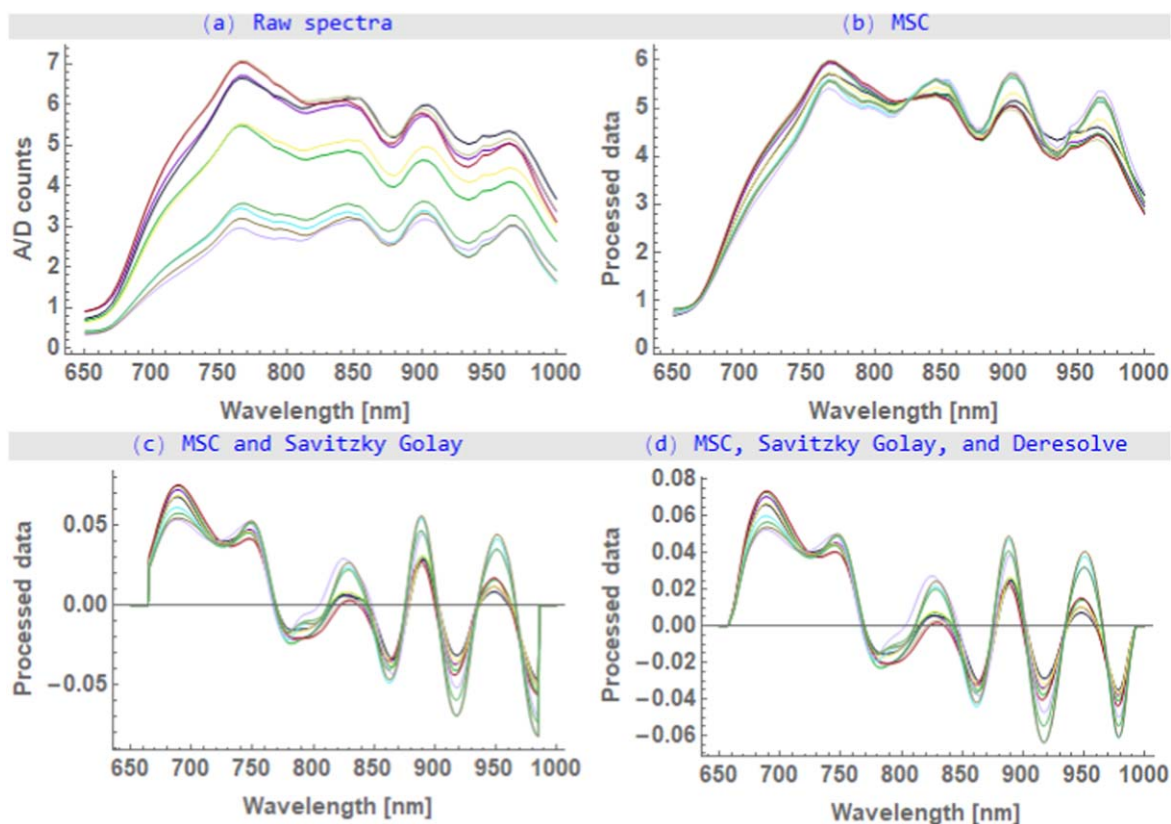 (a) Raw spectra
(b) MSC
7
6
5
4
3
2
1
0
A/D counts
650 700 750 800 850 900 950 1000
Wavelength [nm]
6
5
4
3
2
1
0
Processed data
650 700 750 800 850 900 950 1000
Wavelength [nm]
(c) MSC and Savitzky Golay
(d) MSC, Savitzky Golay, and Deresolve
0.05
0.00
−0.05
Processed data
650 700 750 800 850 900 950 1000
Wavelength [nm]
0.08
0.06
0.04
0.02
0.00
−0.02
−0.04
−0.06
Processed data
650 700 750 800 850 900 950 1000
Wavelength [nm]